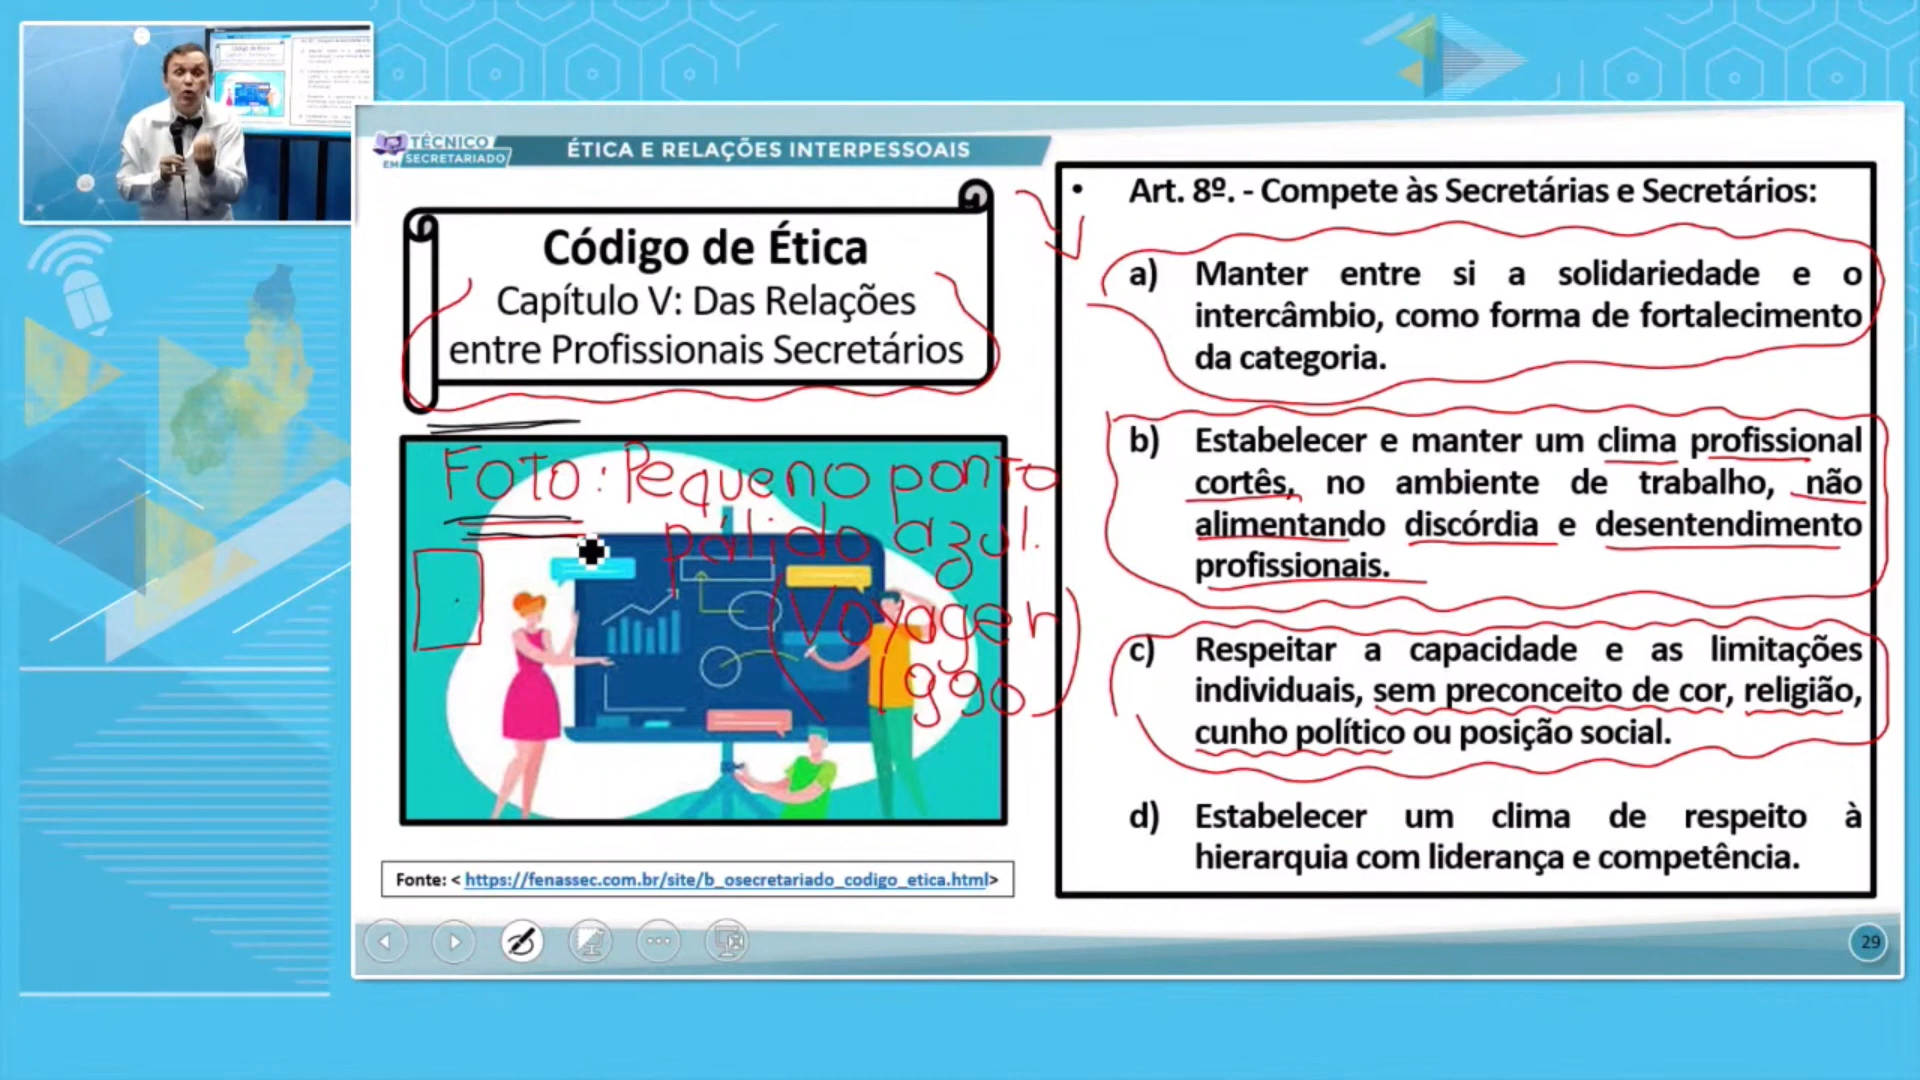 TÉCNICO
EM SECRETARIADO
ÉTICA E RELAÇÕES INTERPESSOAIS
Código de Ética
Capítulo V: Das Relações
entre Profissionais Secretários
Foto: Pequeno ponto
pálido azul.
(Voyager
1990)
Fonte: < https://fenassec.com.br/site/b_osecretariado_codigo_etica.html>
• Art. 8º. - Compete às Secretárias e Secretários:
a) Manter entre si a solidariedade e o
intercâmbio, como forma de fortalecimento
da categoria.
b) Estabelecer e manter um clima profissional
cortês, no ambiente de trabalho, não
alimentando discórdia e desentendimento
profissionais.
c) Respeitar a capacidade e as limitações
individuais, sem preconceito de cor, religião,
cunho político ou posição social.
d) Estabelecer um clima de respeito à
hierarquia com liderança e competência.
29